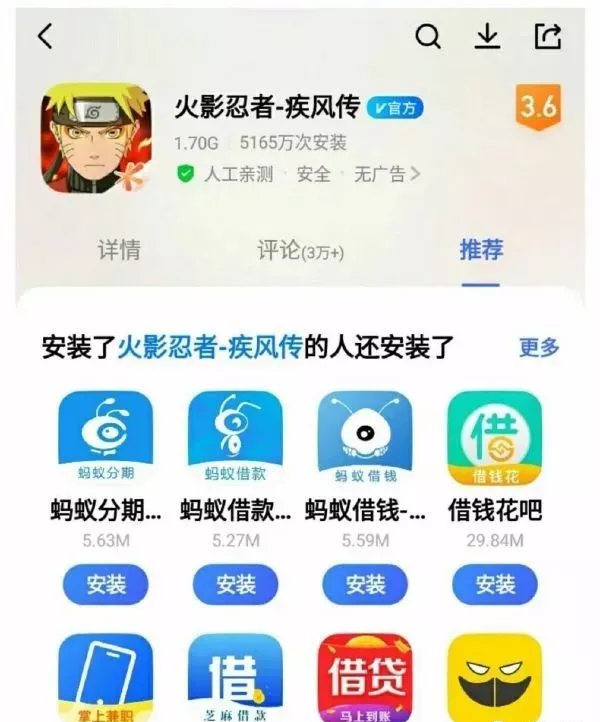 火影忍者-疾风传 官方
3.6
1.70G 5165万次安装
人工亲测 · 安全 · 无广告
详情 评论(3万+) 推荐
安装了火影忍者-疾风传的人还安装了 更多
蚂蚁分期 蚂蚁借款 蚂蚁借钱 借 借钱花
蚂蚁分期... 蚂蚁借款... 蚂蚁借钱-... 借钱花吧
5.63M 5.27M 5.59M 29.84M
安装 安装 安装 安装
借 借贷
掌上兼职 芝麻借款 马上到账